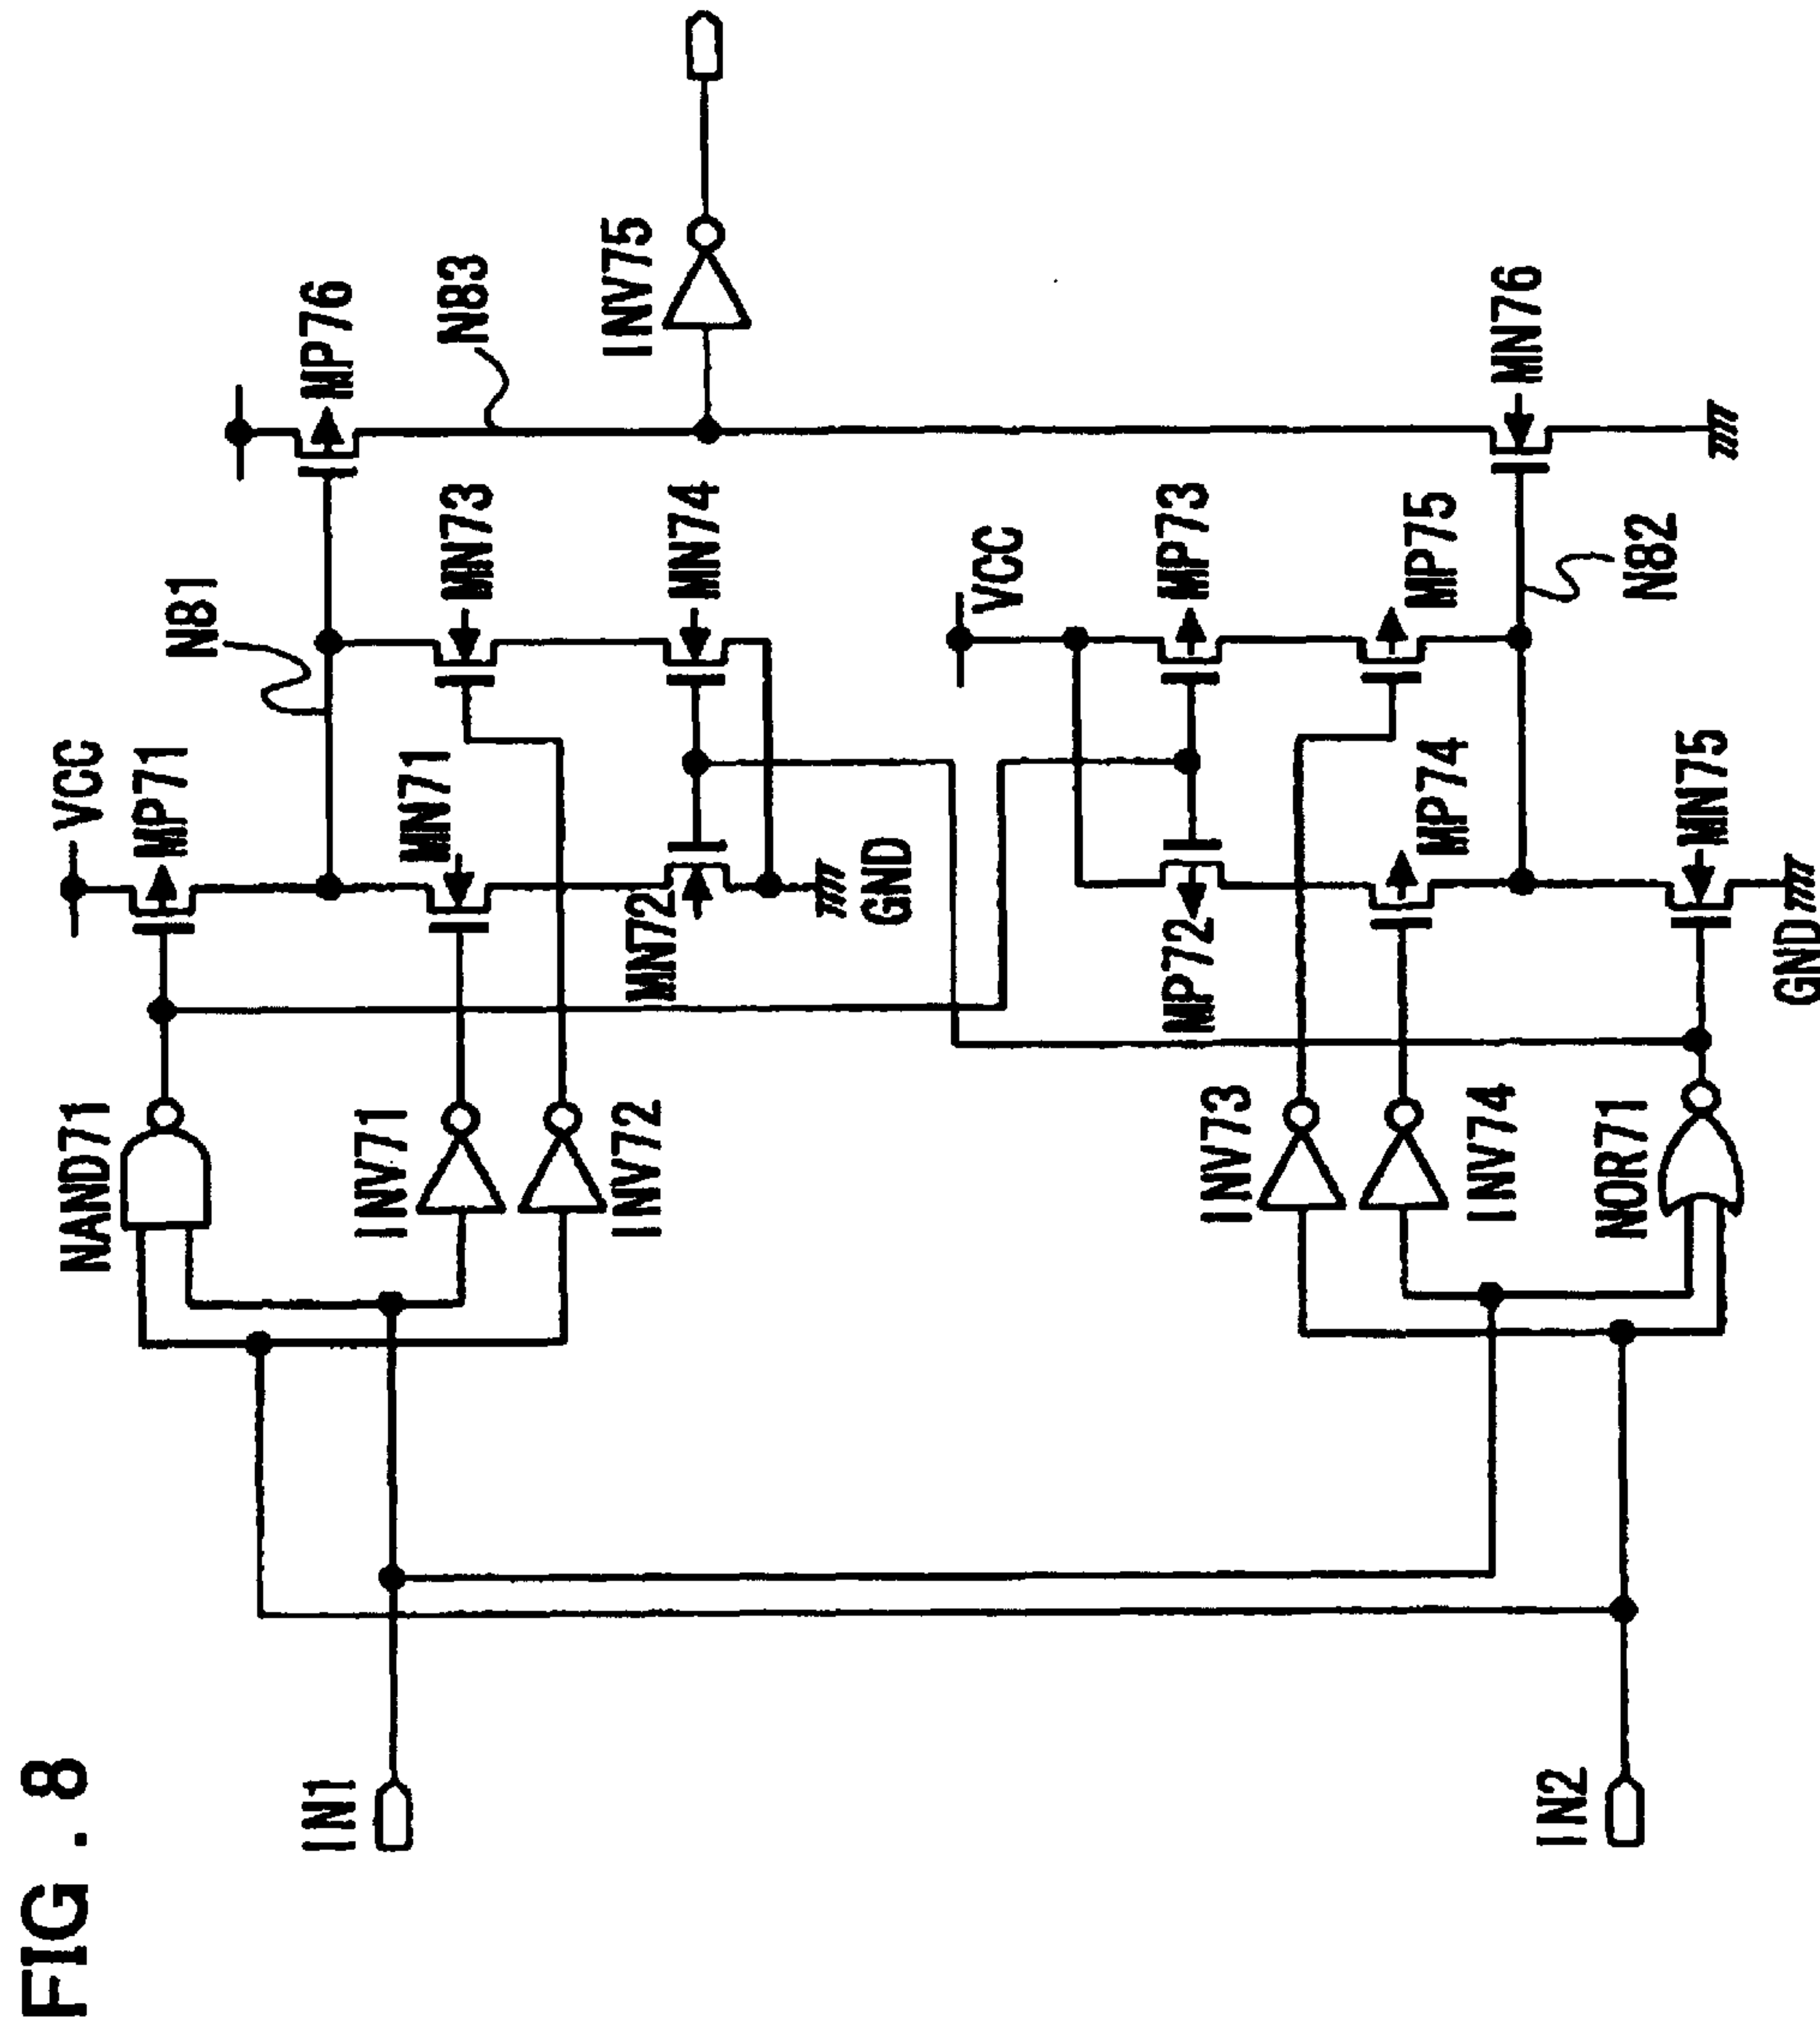 FIG . 8
IN1
IN2
NAND71
INV71
INV72
INV73
INV74
NOR71
VCC
MP71
MN71
MN72
GND
N81
MN73
MN74
MP72
MP74
MN75
GND
VCC
MP73
MP75
N82
MP76
N83
INV75
MN76